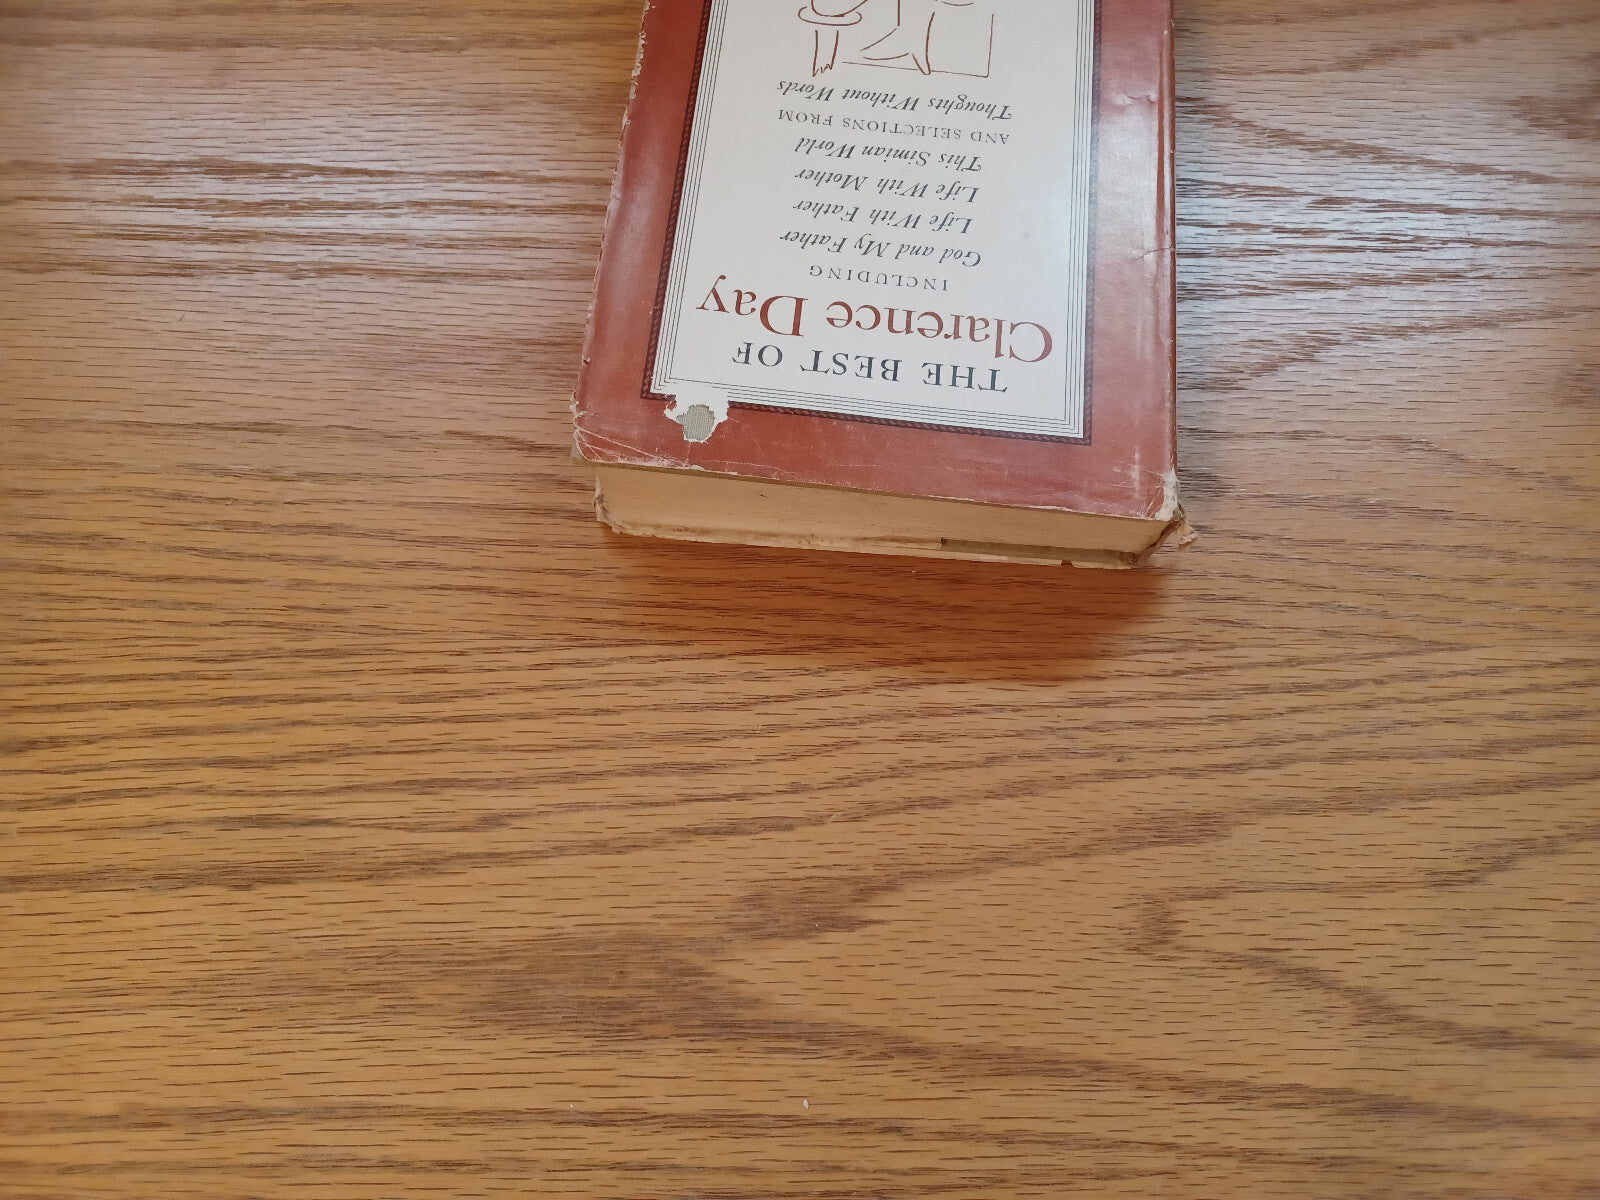 THE BEST OF
Clarence Day
INCLUDING
God and My Father
Life With Father
Life With Mother
This Simian World
AND SELECTIONS FROM
Thoughts Without Words